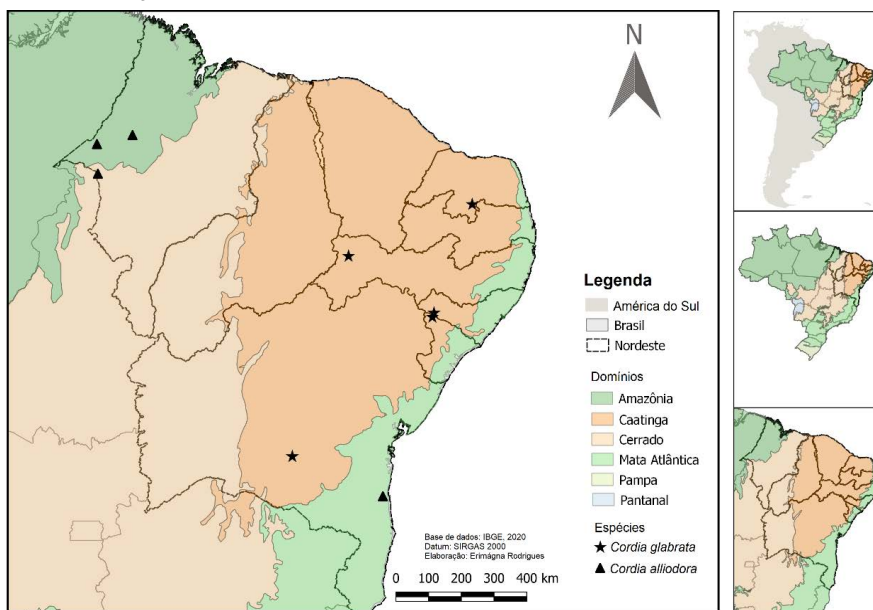 N
Legenda
América do Sul
Brasil
Nordeste
Domínios
Amazônia
Caatinga
Cerrado
Mata Atlântica
Pampa
Pantanal
Espécies
Cordia glabrata
Cordia alliodora
Base de dados: IBGE, 2020
Datum: SIRGAS 2000
Elaboração: Erimágna Rodrigues
0 100 200 300 400 km